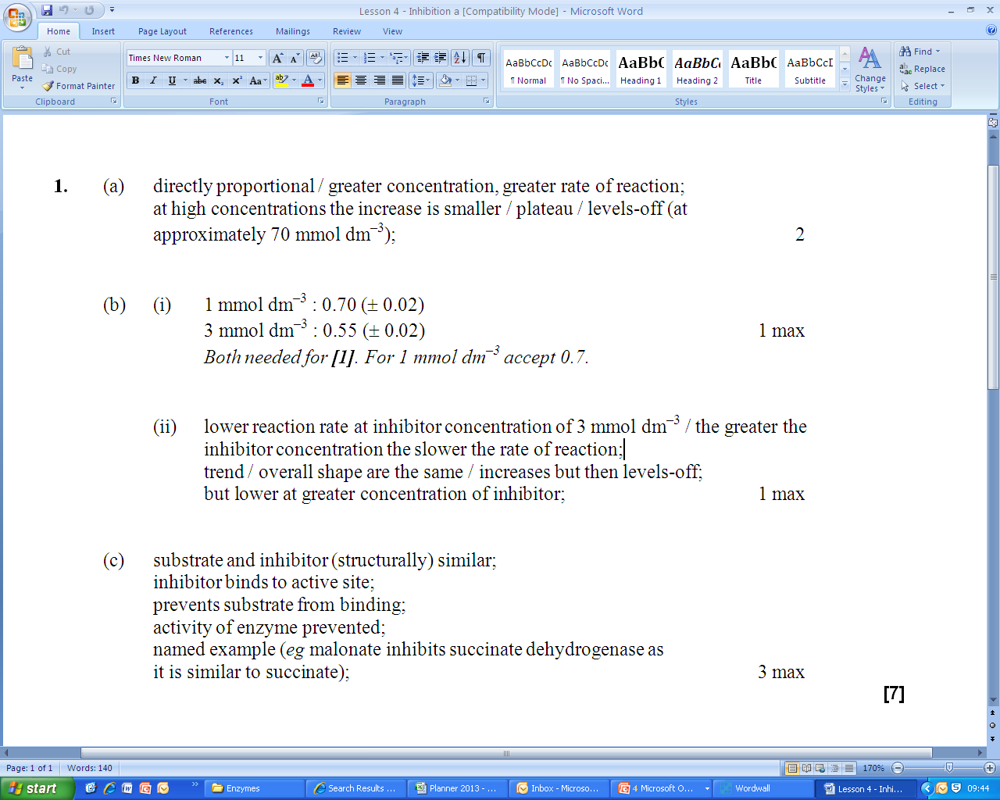 Lesson 4 - Inhibition a [Compatibility Mode] - Microsoft Word
Home Insert Page Layout References Mailings Review View
Paste
Cut
Copy
Format Painter
Clipboard
Times New Roman 11
B I U abc x₂ x² Aa
ab A
Font
Paragraph
AaBbCcDc AaBbCcDc AaBbC AaBbCc AaBbC AaBbCcI
¶ Normal ¶ No Spaci... Heading 1 Heading 2 Title Subtitle
Change Styles
Styles
Find
Replace
Select
Editing
1. (a) directly proportional / greater concentration, greater rate of reaction;
at high concentrations the increase is smaller / plateau / levels-off (at
approximately 70 mmol dm⁻³); 2
(b) (i) 1 mmol dm⁻³ : 0.70 (± 0.02)
3 mmol dm⁻³ : 0.55 (± 0.02) 1 max
Both needed for [1]. For 1 mmol dm⁻³ accept 0.7.
(ii) lower reaction rate at inhibitor concentration of 3 mmol dm⁻³ / the greater the
inhibitor concentration the slower the rate of reaction;
trend / overall shape are the same / increases but then levels-off;
but lower at greater concentration of inhibitor; 1 max
(c) substrate and inhibitor (structurally) similar;
inhibitor binds to active site;
prevents substrate from binding;
activity of enzyme prevented;
named example (eg malonate inhibits succinate dehydrogenase as
it is similar to succinate); 3 max
[7]
Page: 1 of 1 Words: 140 170%
start Enzymes Search Results ... Planner 2013 - ... Inbox - Microso... 4 Microsoft O... Wordwall Lesson 4 - Inhi... 09:44